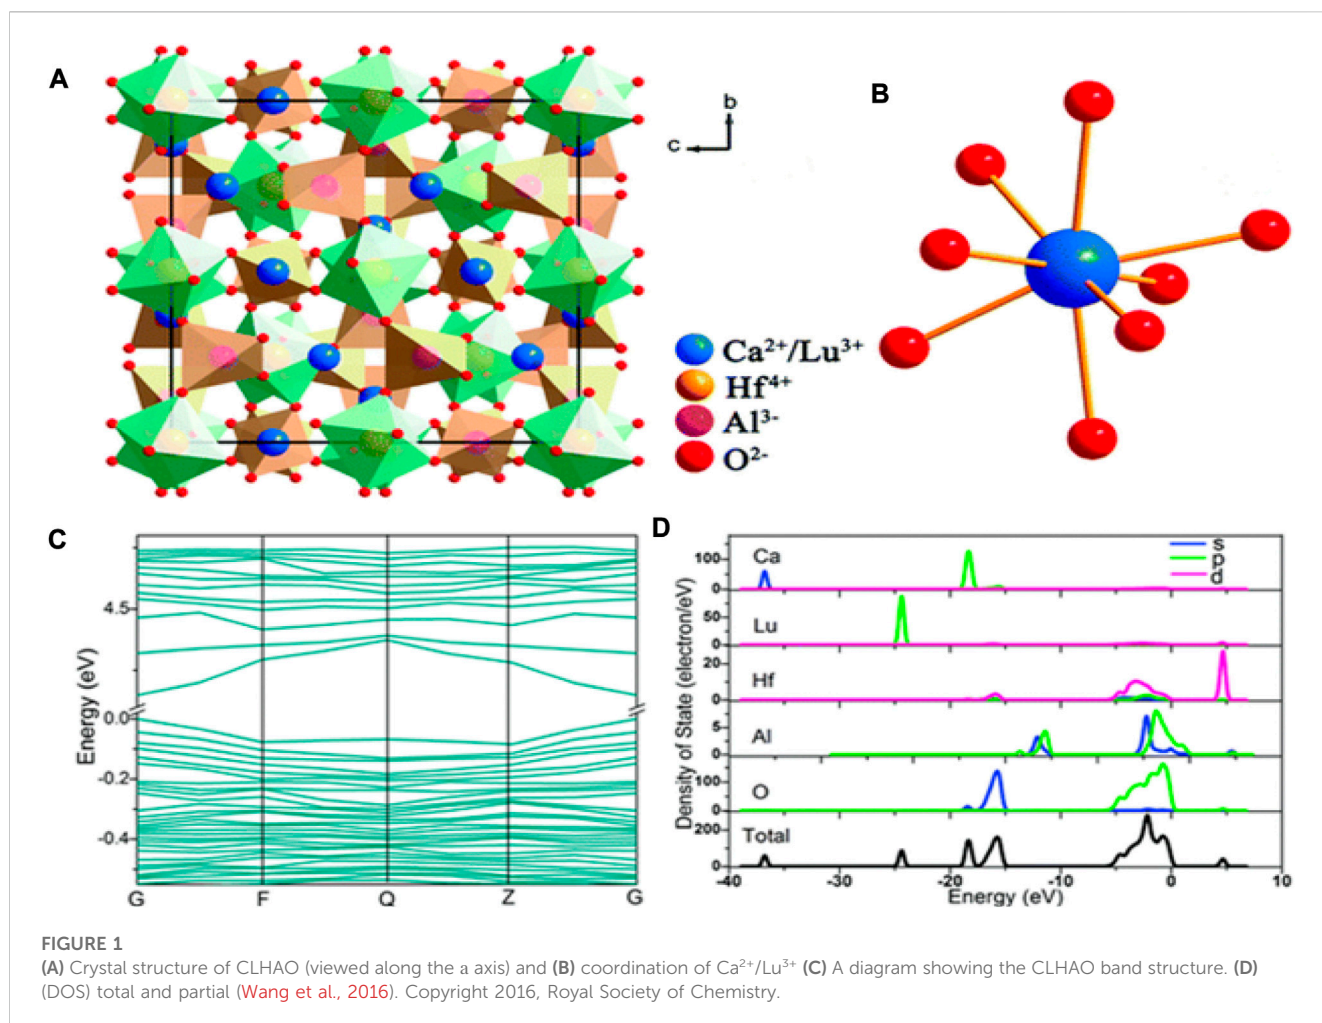 A
B
b
c
Ca²⁺/Lu³⁺
Hf⁴⁺
Al³⁻
O²⁻
C
Energy (eV)
4.5
0.0
-0.2
-0.4
G F Q Z G
D
Density of State (electron/eV)
s
p
d
Ca
100
0
Lu
50
0
Hf
20
0
Al
5
0
O
100
0
Total
200
0
-40 -30 -20 -10 0 10
Energy (eV)
FIGURE 1
(A) Crystal structure of CLHAO (viewed along the a axis) and (B) coordination of Ca²⁺/Lu³⁺ (C) A diagram showing the CLHAO band structure. (D)
(DOS) total and partial (Wang et al., 2016). Copyright 2016, Royal Society of Chemistry.